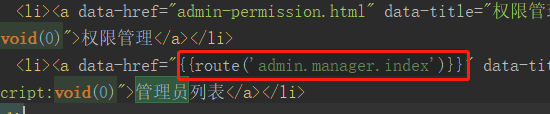 <li><a data-href="admin-permission.html" data-title="权限管
void(0)">权限管理</a></li>
<li><a data-href="{{route('admin.manager.index')}}" data-tit
cript:void(0)">管理员列表</a></li>